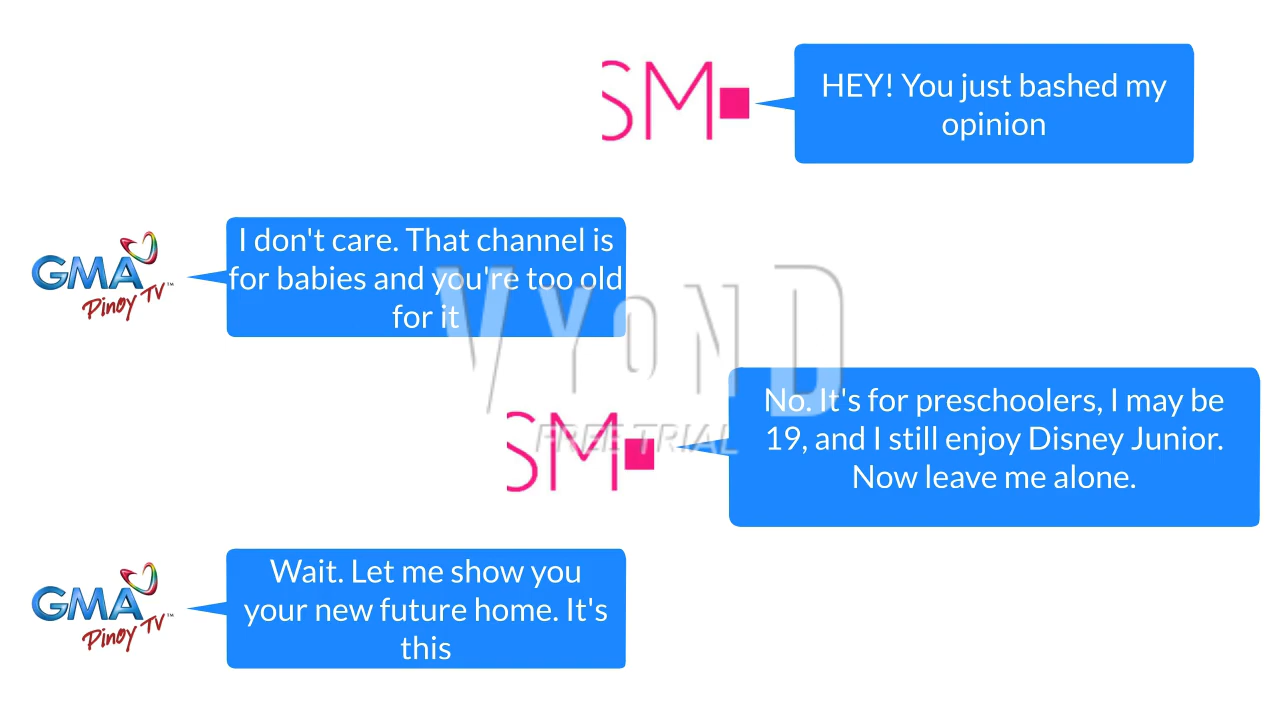 SM
HEY! You just bashed my
opinion
GMA
Pinoy TV™
I don't care. That channel is
for babies and you're too old
for it
VYOND
FREE TRIAL
SM
No. It's for preschoolers, I may be
19, and I still enjoy Disney Junior.
Now leave me alone.
GMA
Pinoy TV™
Wait. Let me show you
your new future home. It's
this